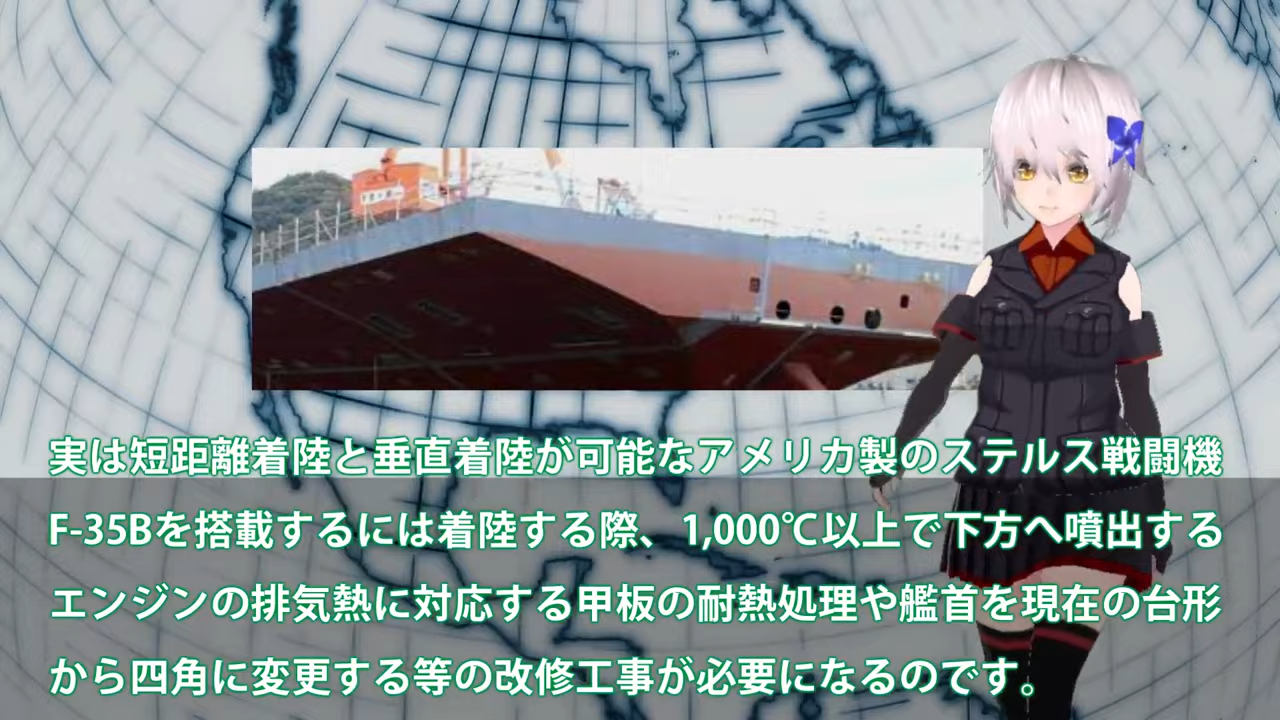 実は短距離着陸と垂直着陸が可能なアメリカ製のステルス戦闘機
F-35Bを搭載するには着陸する際、1,000℃以上で下方へ噴出する
エンジンの排気熱に対応する甲板の耐熱処理や艦首を現在の台形
から四角に変更する等の改修工事が必要になるのです。